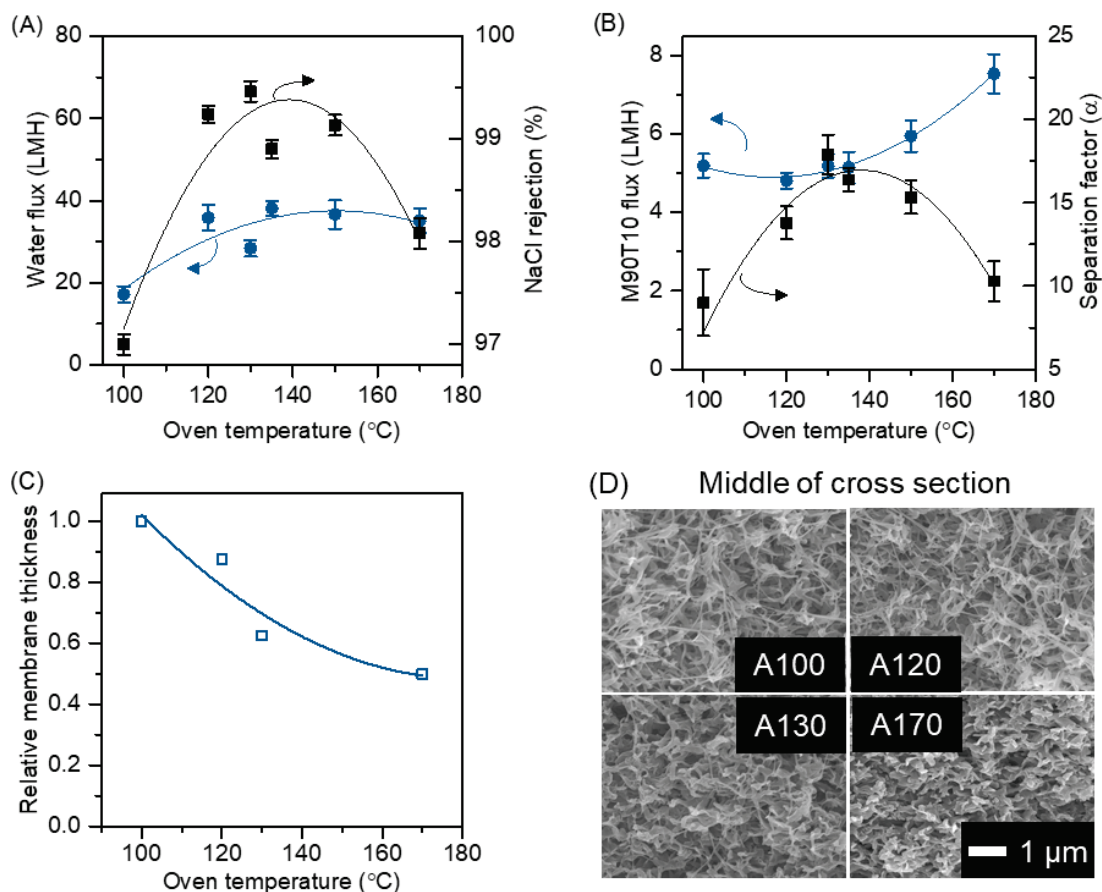 (A)
80
60
40
20
0
Water flux (LMH)
100
99
98
97
NaCl rejection (%)
100 120 140 160 180
Oven temperature (°C)
(B)
8
6
4
2
0
M90T10 flux (LMH)
25
20
15
10
5
Separation factor (α)
100 120 140 160 180
Oven temperature (°C)
(C)
1.0
0.8
0.6
0.4
0.2
0.0
Relative membrane thickness
100 120 140 160 180
Oven temperature (°C)
(D) Middle of cross section
A100 A120
A130 A170
1 µm